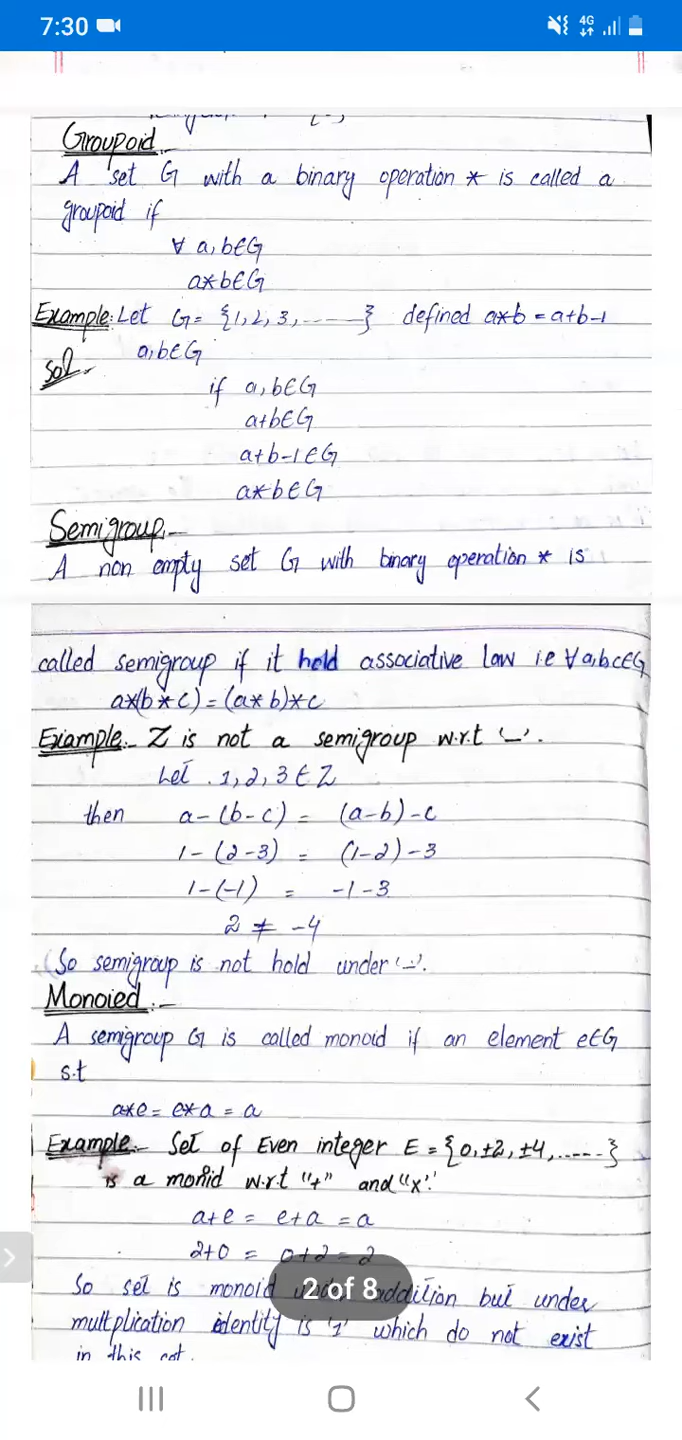 7:30
4G
Groupoid :-
A set G with a binary operation * is called a
groupoid if
∀ a,b∈G
a*b∈G
Example: Let G = {1, 2, 3, ------} defined a*b = a+b-1
Sol.- a,b∈G
if a,b∈G
a+b∈G
a+b-1∈G
a*b∈G
Semigroup:-
A non empty set G with binary operation * is
called semigroup if it hold associative law i.e ∀a,b,c∈G
a*(b*c) = (a*b)*c
Example:- Z is not a semigroup w.r.t '-'.
Let 1, 2, 3 ∈ Z
then a-(b-c) = (a-b)-c
1-(2-3) = (1-2)-3
1-(-1) = -1-3
2 ≠ -4
So semigroup is not hold under '-'.
Monoied :-
A semigroup G is called monoid if an element e∈G
s.t
a*e = e*a = a
Example:- Set of Even integer E = {0, ±2, ±4, ......}
is a monid w.r.t "+" and "x".
a+e = e+a = a
2+0 = 0+2 = 2
So set is monoid addition but under
2 of 8
multplication identity is '1' which do not exist
in this set.